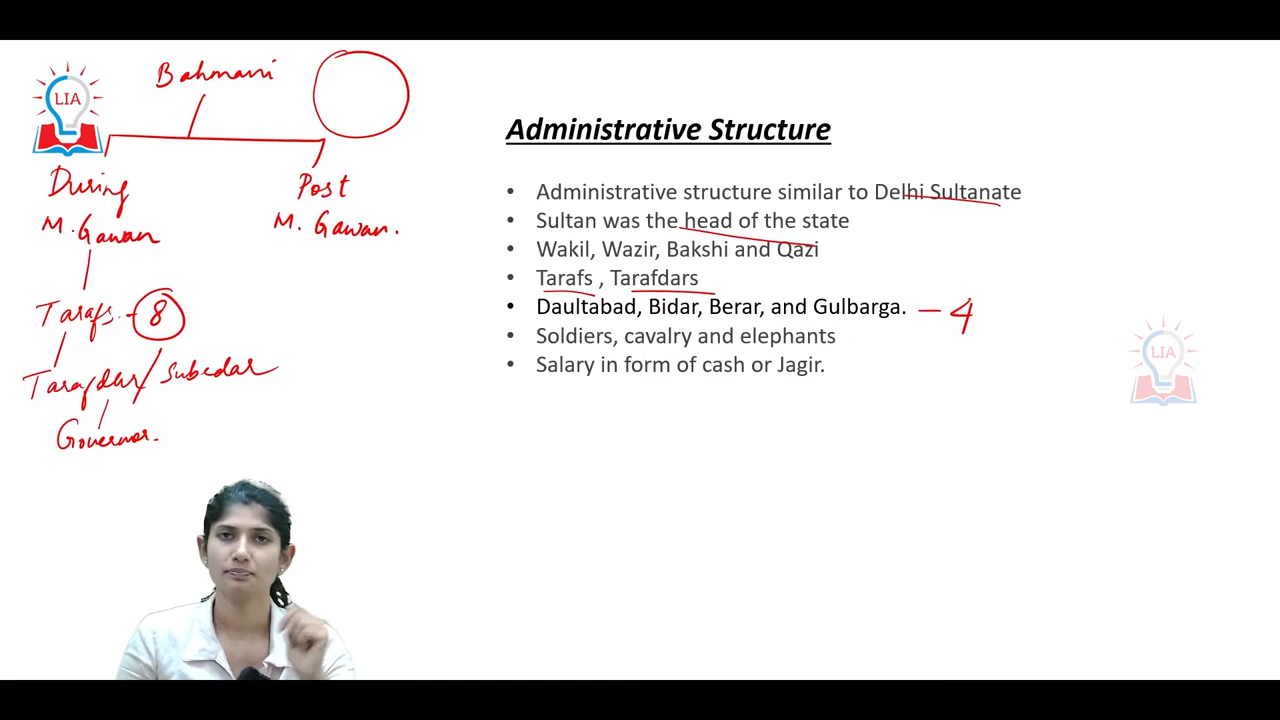 LIA
Bahmani
During
M. Gawan
Post
M. Gawan.
Tarafs - 8
Tarafdar/Subedar
Governor.
Administrative Structure
• Administrative structure similar to Delhi Sultanate
• Sultan was the head of the state
• Wakil, Wazir, Bakshi and Qazi
• Tarafs , Tarafdars
• Daultabad, Bidar, Berar, and Gulbarga. - 4
• Soldiers, cavalry and elephants
• Salary in form of cash or Jagir.
LIA